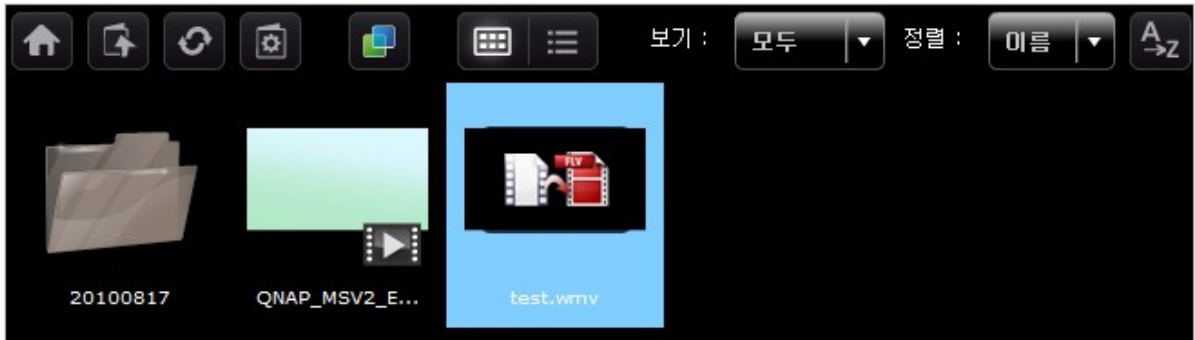 보기 : 모두 정렬 : 이름 A→Z
FLV
20100817 QNAP_MSV2_E... test.wmv